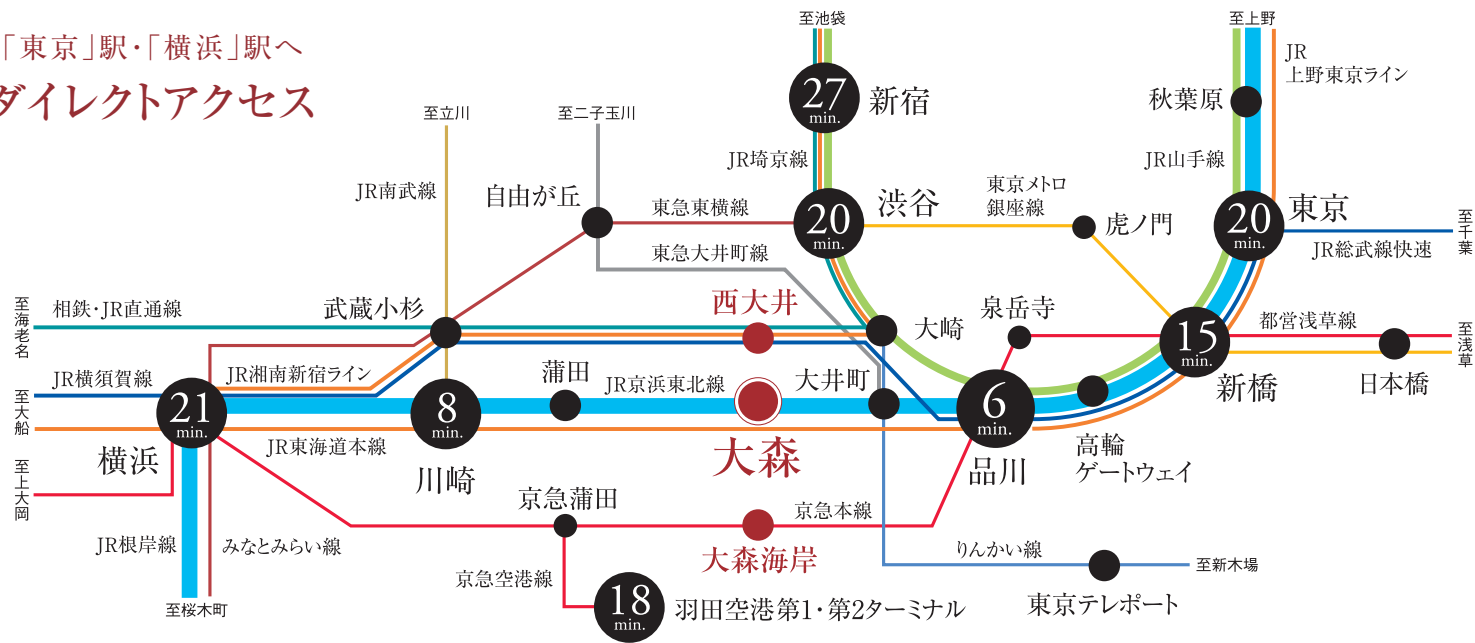 「東京」駅・「横浜」駅へ
ダイレクトアクセス
至池袋
至上野
JR
上野東京ライン
27
min.
新宿
秋葉原
至立川
至二子玉川
JR埼京線
JR山手線
JR南武線
自由が丘
東急東横線
20
min.
渋谷
東京メトロ
銀座線
虎ノ門
20
min.
東京
至千葉
JR総武線快速
東急大井町線
至海老名
相鉄・JR直通線
武蔵小杉
西大井
大崎
泉岳寺
都営浅草線
至浅草
15
min.
新橋
日本橋
JR横須賀線
JR湘南新宿ライン
蒲田
JR京浜東北線
大井町
至大船
21
min.
横浜
8
min.
川崎
大森
6
min.
品川
高輪
ゲートウェイ
JR東海道本線
至上大岡
京急蒲田
京急本線
大森海岸
JR根岸線
みなとみらい線
りんかい線
至新木場
京急空港線
東京テレポート
至桜木町
18
min.
羽田空港第1・第2ターミナル